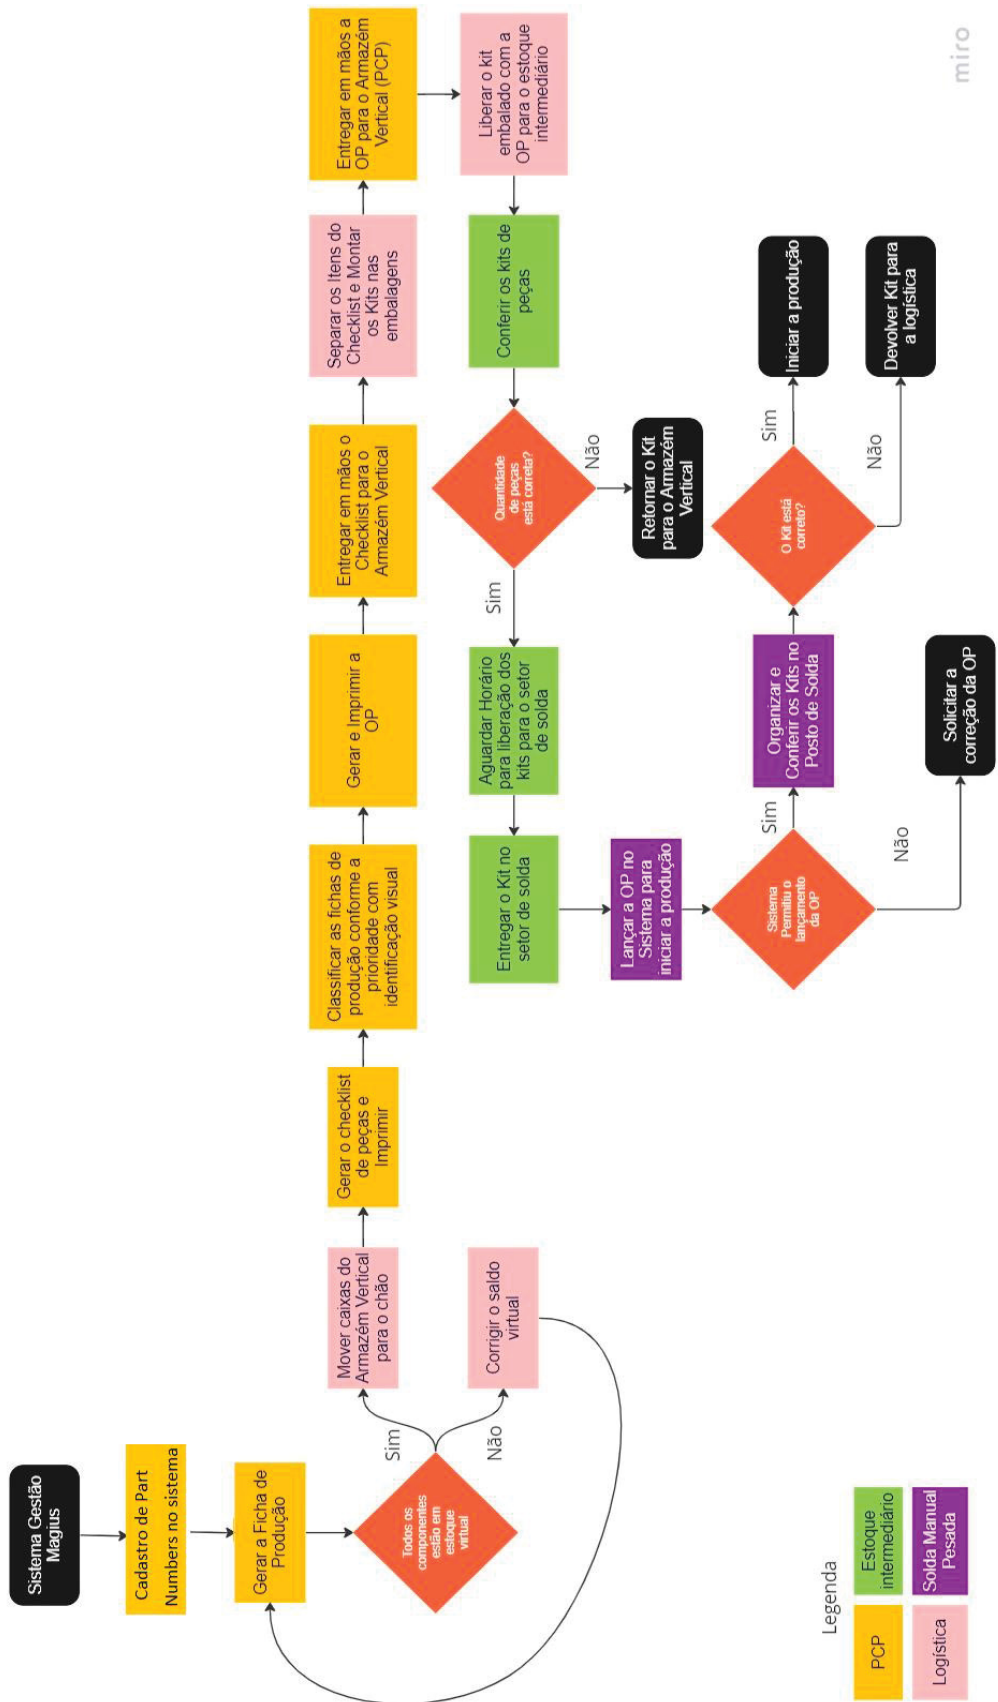 Sistema Gestão
Magius
Cadastro de Part
Numbers no sistema
Gerar a Ficha de
Produção
Todos os
componentes
estão em
estoque
virtual
Sim
Não
Mover caixas do
Armazém Vertical
para o chão
Corrigir o saldo
virtual
Gerar o checklist
de peças e
Imprimir
Classificar as fichas de
produção conforme a
prioridade com
identificação visual
Gerar e Imprimir a
OP
Entregar em mãos o
Checklist para o
Armazém Vertical
Separar os Itens do
Checklist e Montar
os Kits nas
embalagens
Entregar em mãos a
OP para o Armazém
Vertical (PCP)
Liberar o kit
embalado com a
OP para o estoque
intermediário
Conferir os kits de
peças
Quantidade
de peças
está correta?
Não
Retornar o Kit
para o Armazém
Vertical
Sim
Aguardar Horário
para liberação dos
kits para o setor
de solda
Entregar o Kit no
setor de solda
Lançar a OP no
Sistema para
iniciar a produção
Sistema
Permitiu o
lançamento
da OP
Sim
Não
Solicitar a
correção da OP
Organizar e
Conferir os Kits no
Posto de Solda
O Kit está
correto?
Sim
Não
Iniciar a produção
Devolver Kit para
a logística
Legenda
PCP
Estoque
intermediário
Logística
Solda Manual
Pesada
miro